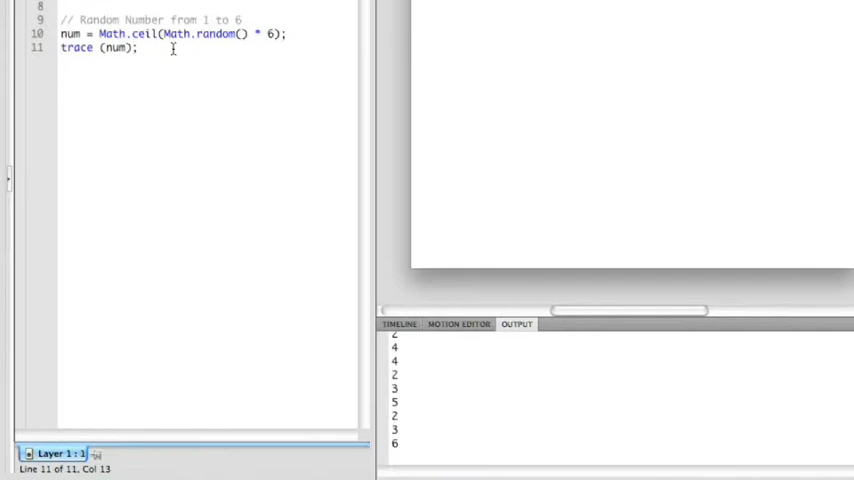 8
9 // Random Number from 1 to 6
10 num = Math.ceil(Math.random() * 6);
11 trace (num);
TIMELINE MOTION EDITOR OUTPUT
2
4
4
2
3
5
2
3
6
Layer 1 : 1
Line 11 of 11, Col 13